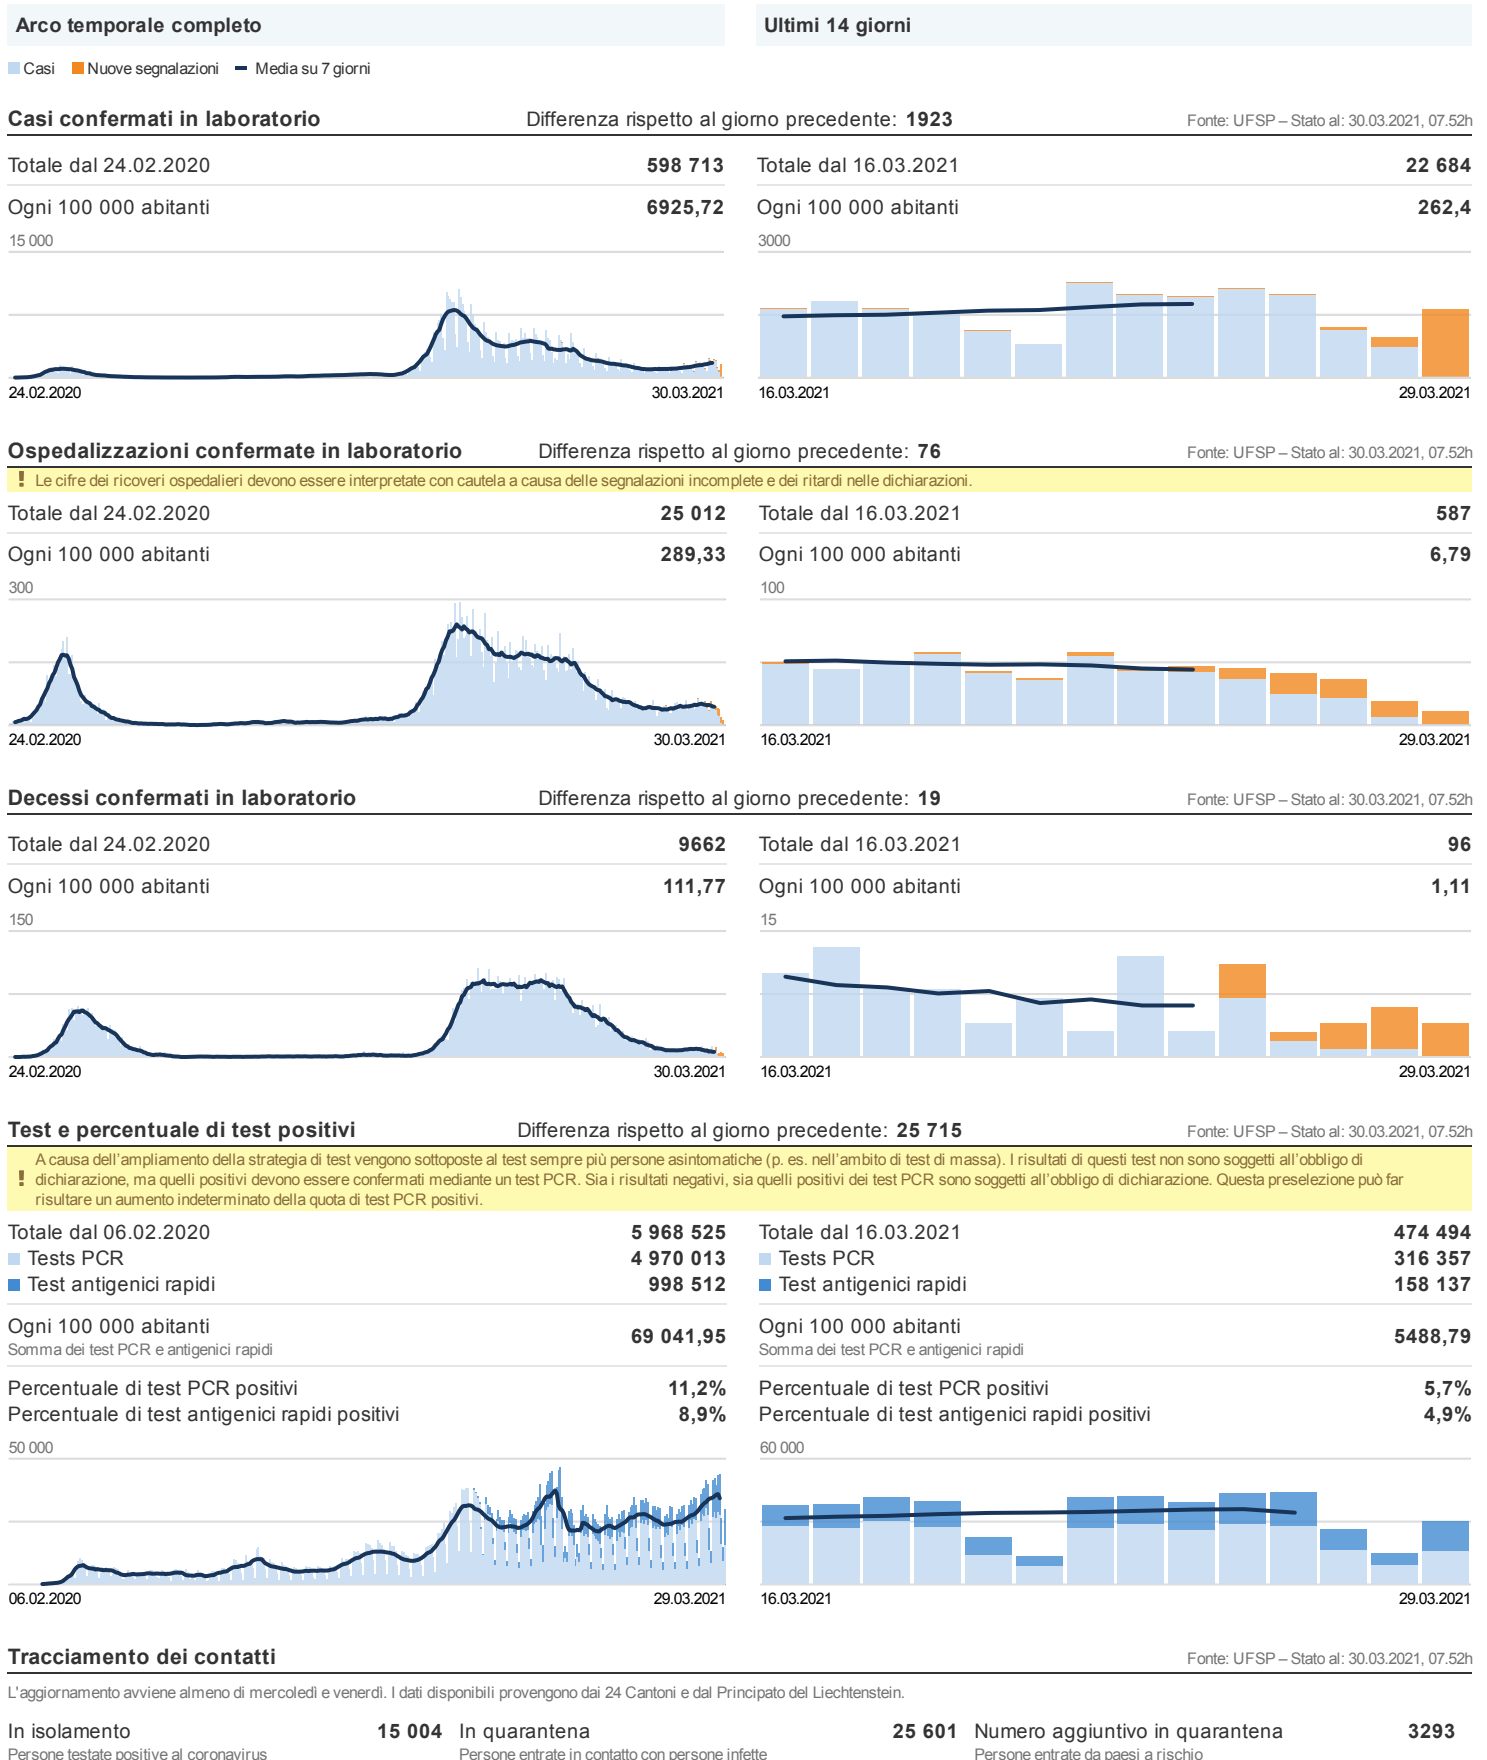 Arco temporale completo
Ultimi 14 giorni
Casi Nuove segnalazioni Media su 7 giorni
Casi confermati in laboratorio Differenza rispetto al giorno precedente: 1923 Fonte: UFSP – Stato al: 30.03.2021, 07.52h
Totale dal 24.02.2020 598 713
Ogni 100 000 abitanti 6925,72
15 000
24.02.2020 30.03.2021
Totale dal 16.03.2021 22 684
Ogni 100 000 abitanti 262,4
3000
16.03.2021 29.03.2021
Ospedalizzazioni confermate in laboratorio Differenza rispetto al giorno precedente: 76 Fonte: UFSP – Stato al: 30.03.2021, 07.52h
! Le cifre dei ricoveri ospedalieri devono essere interpretate con cautela a causa delle segnalazioni incomplete e dei ritardi nelle dichiarazioni.
Totale dal 24.02.2020 25 012
Ogni 100 000 abitanti 289,33
300
24.02.2020 30.03.2021
Totale dal 16.03.2021 587
Ogni 100 000 abitanti 6,79
100
16.03.2021 29.03.2021
Decessi confermati in laboratorio Differenza rispetto al giorno precedente: 19 Fonte: UFSP – Stato al: 30.03.2021, 07.52h
Totale dal 24.02.2020 9662
Ogni 100 000 abitanti 111,77
150
24.02.2020 30.03.2021
Totale dal 16.03.2021 96
Ogni 100 000 abitanti 1,11
15
16.03.2021 29.03.2021
Test e percentuale di test positivi Differenza rispetto al giorno precedente: 25 715 Fonte: UFSP – Stato al: 30.03.2021, 07.52h
A causa dell'ampliamento della strategia di test vengono sottoposte al test sempre più persone asintomatiche (p. es. nell'ambito di test di massa). I risultati di questi test non sono soggetti all'obbligo di
! dichiarazione, ma quelli positivi devono essere confermati mediante un test PCR. Sia i risultati negativi, sia quelli positivi dei test PCR sono soggetti all'obbligo di dichiarazione. Questa preselezione può far
risultare un aumento indeterminato della quota di test PCR positivi.
Totale dal 06.02.2020 5 968 525
Tests PCR 4 970 013
Test antigenici rapidi 998 512
Ogni 100 000 abitanti 69 041,95
Somma dei test PCR e antigenici rapidi
Percentuale di test PCR positivi 11,2%
Percentuale di test antigenici rapidi positivi 8,9%
50 000
06.02.2020 29.03.2021
Totale dal 16.03.2021 474 494
Tests PCR 316 357
Test antigenici rapidi 158 137
Ogni 100 000 abitanti 5488,79
Somma dei test PCR e antigenici rapidi
Percentuale di test PCR positivi 5,7%
Percentuale di test antigenici rapidi positivi 4,9%
60 000
16.03.2021 29.03.2021
Tracciamento dei contatti Fonte: UFSP – Stato al: 30.03.2021, 07.52h
L'aggiornamento avviene almeno di mercoledì e venerdì. I dati disponibili provengono dai 24 Cantoni e dal Principato del Liechtenstein.
In isolamento 15 004
Persone testate positive al coronavirus
In quarantena 25 601
Persone entrate in contatto con persone infette
Numero aggiuntivo in quarantena 3293
Persone entrate da paesi a rischio